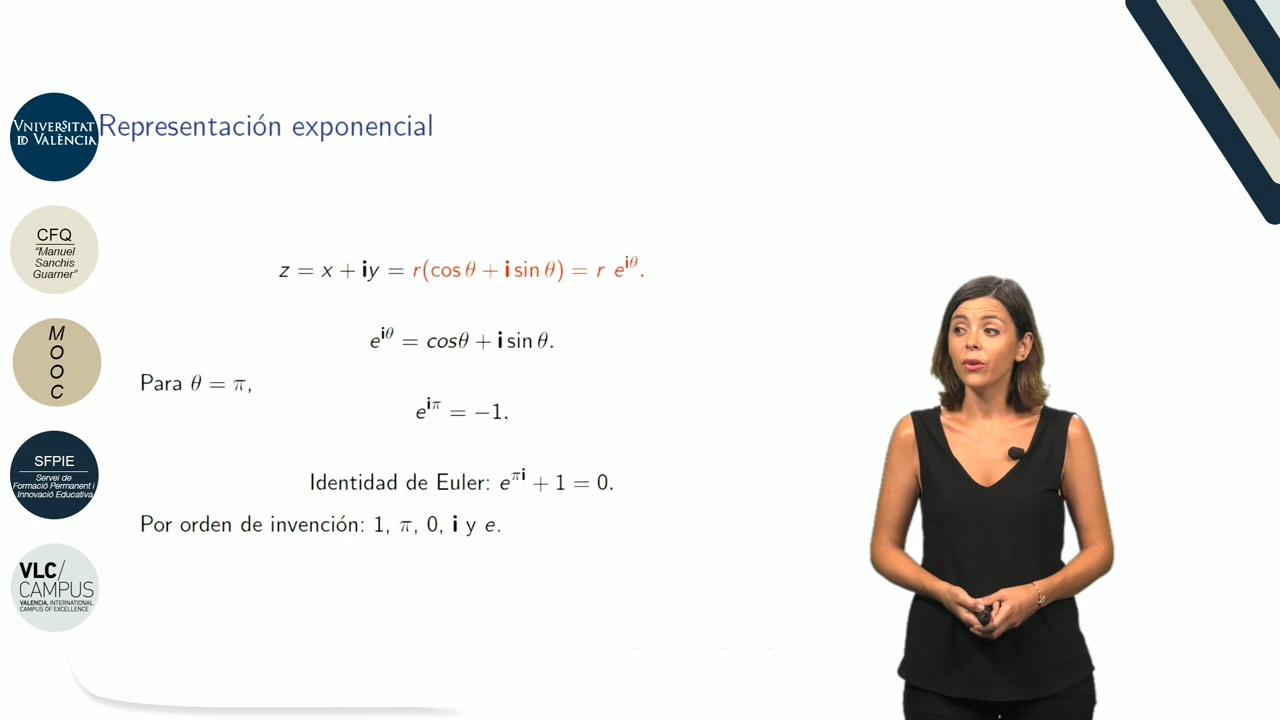 Representación exponencial
VNIVERSITAT
ID VALÈNCIA
CFQ
"Manuel
Sanchis
Guarner"
M
O
O
C
SFPIE
Servei de
Formació Permanent i
Innovació Educativa
VLC/
CAMPUS
VALENCIA, INTERNATIONAL
CAMPUS OF EXCELLENCE
z = x + iy = r(cos θ + i sin θ) = r e^{iθ}.
e^{iθ} = cosθ + i sin θ.
Para θ = π,
e^{iπ} = −1,
Identidad de Euler: e^{πi} + 1 = 0.
Por orden de invención: 1, π, 0, i y e.